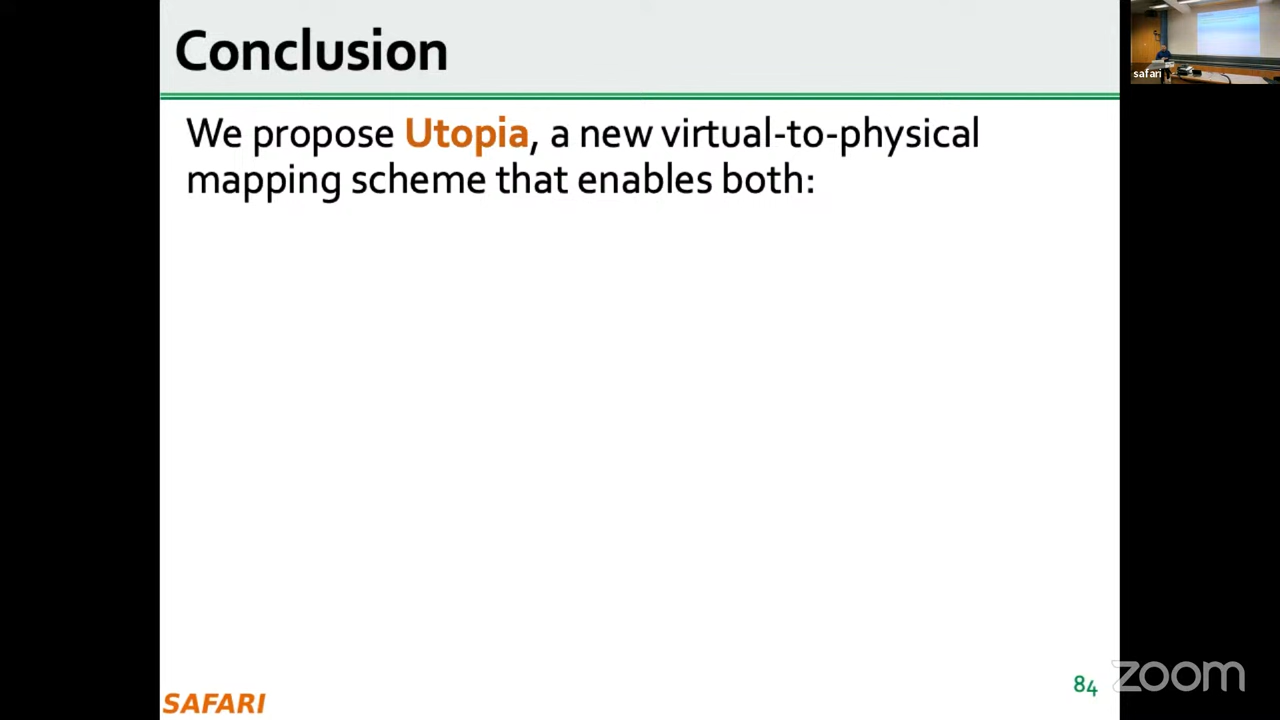 Conclusion
We propose Utopia, a new virtual-to-physical
mapping scheme that enables both:
SAFARI
84
zoom
safari